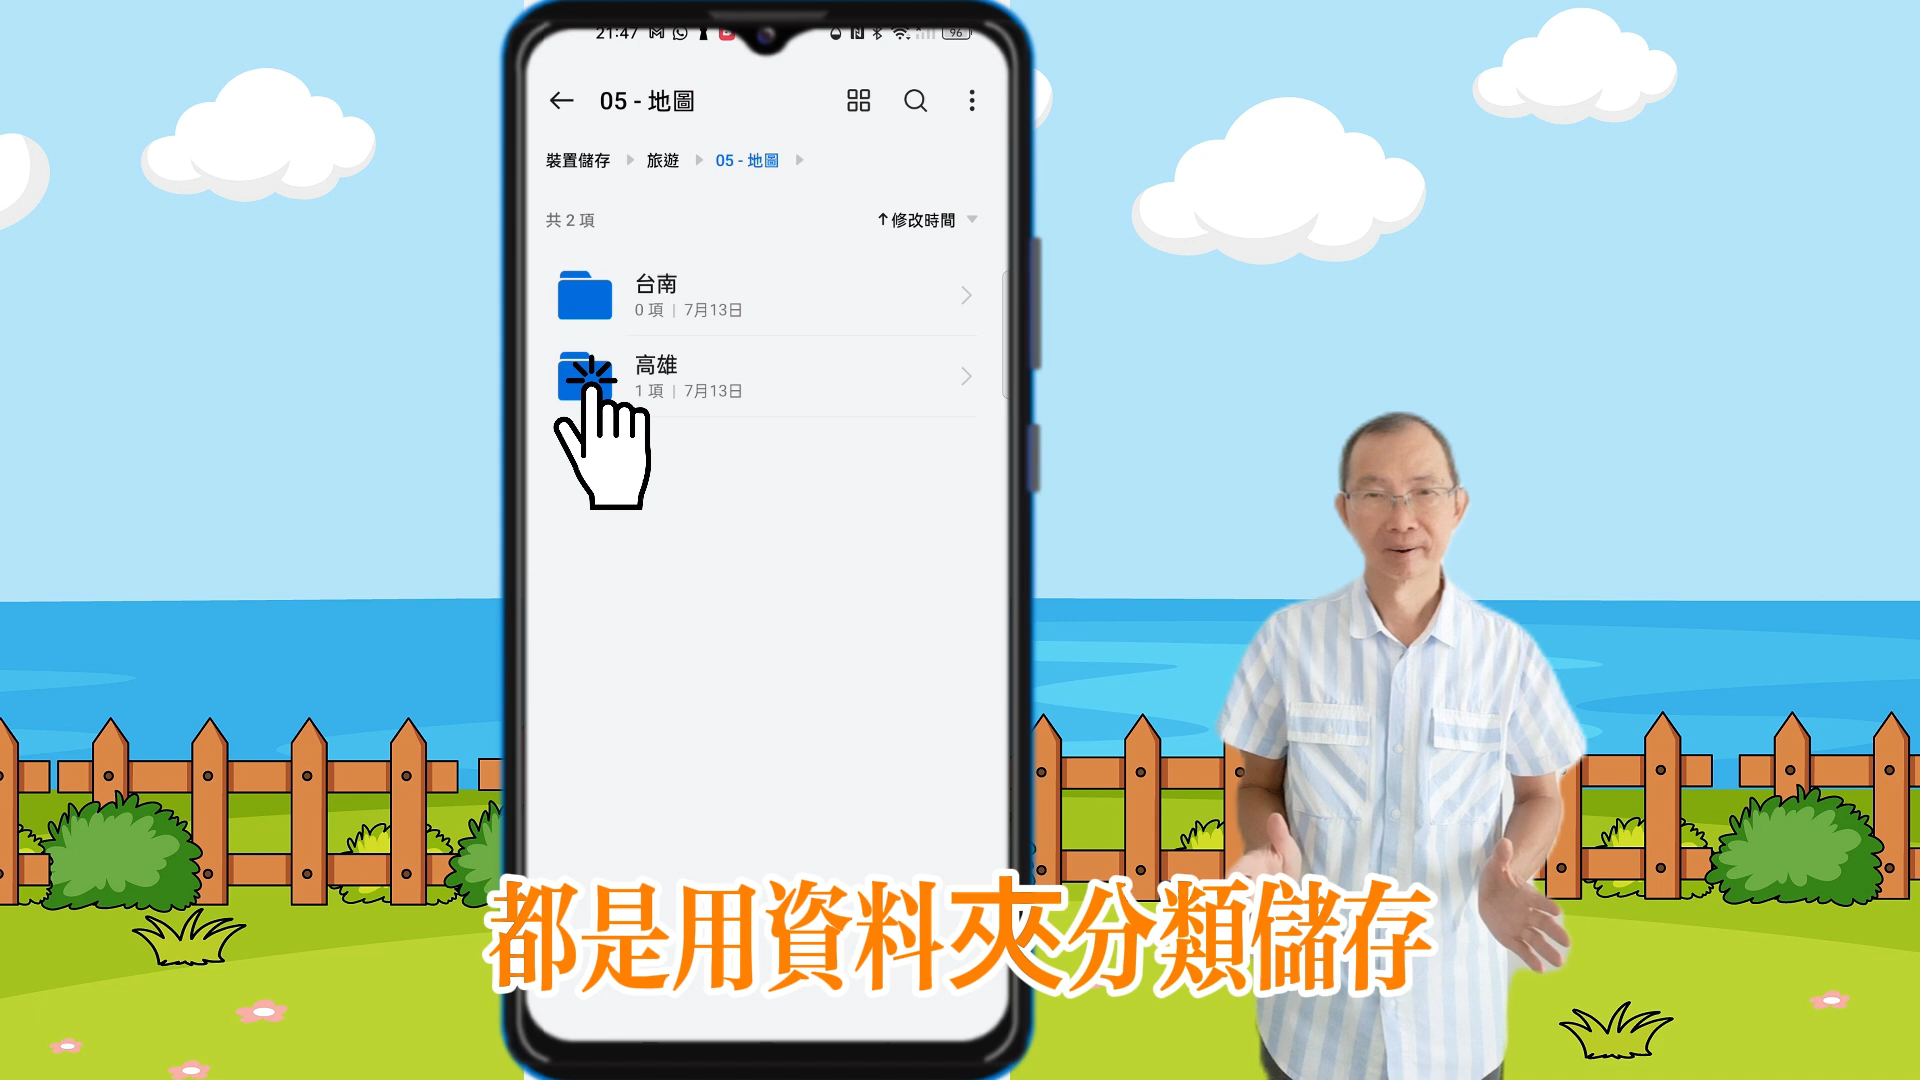 21:47
96
05 - 地圖
裝置儲存 旅遊 05 - 地圖
共 2 項
↑修改時間
台南
0 項 | 7月13日
高雄
1 項 | 7月13日
都是用資料夾分類儲存